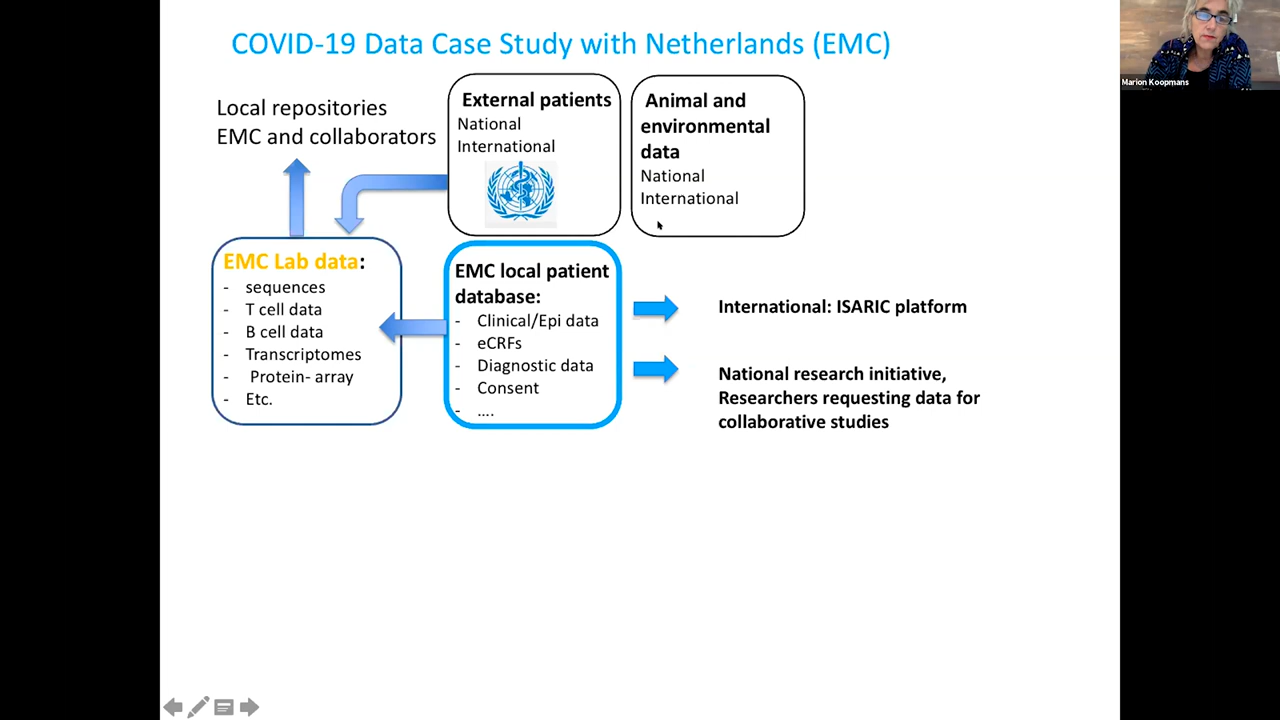 COVID-19 Data Case Study with Netherlands (EMC)
Marion Koopmans
Local repositories
EMC and collaborators
External patients
National
International
Animal and
environmental
data
National
International
EMC Lab data:
- sequences
- T cell data
- B cell data
- Transcriptomes
- Protein- array
- Etc.
EMC local patient
database:
- Clinical/Epi data
- eCRFs
- Diagnostic data
- Consent
- ....
International: ISARIC platform
National research initiative,
Researchers requesting data for
collaborative studies